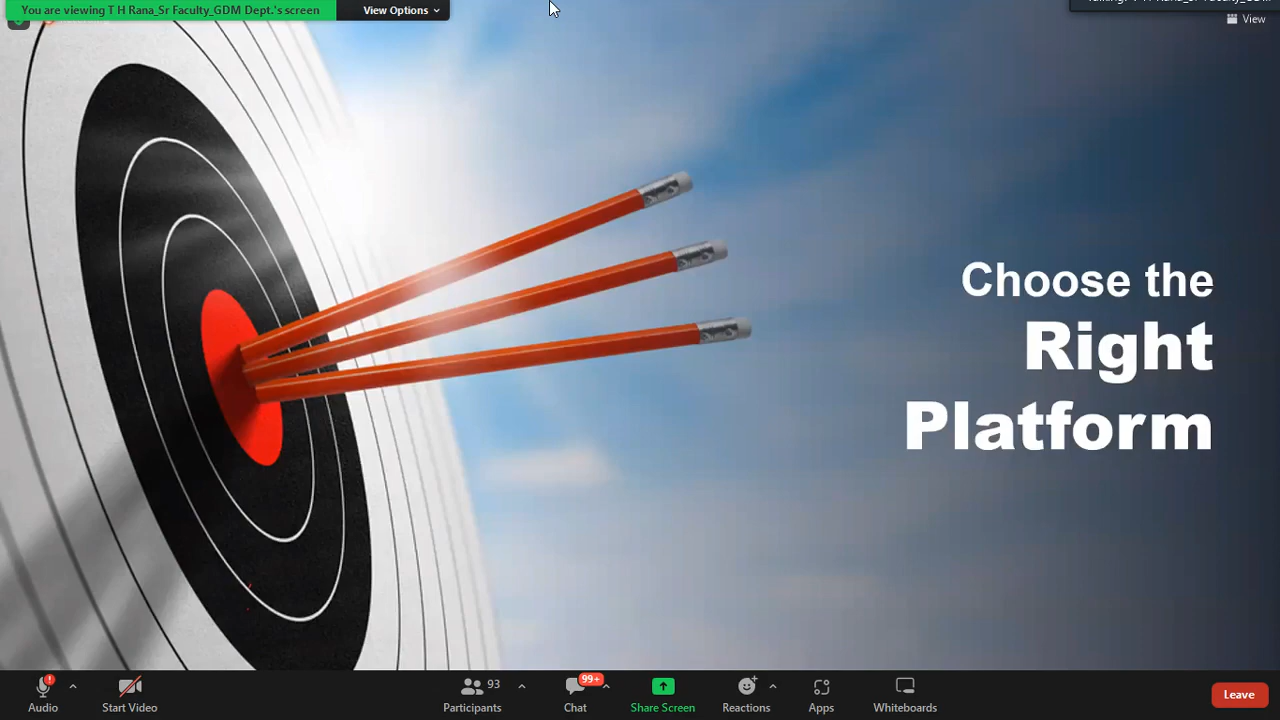 You are viewing T H Rana_Sr Faculty_GDM Dept.'s screen
View Options
View
Choose the
Right
Platform
Audio
Start Video
93
Participants
99+
Chat
Share Screen
Reactions
Apps
Whiteboards
Leave